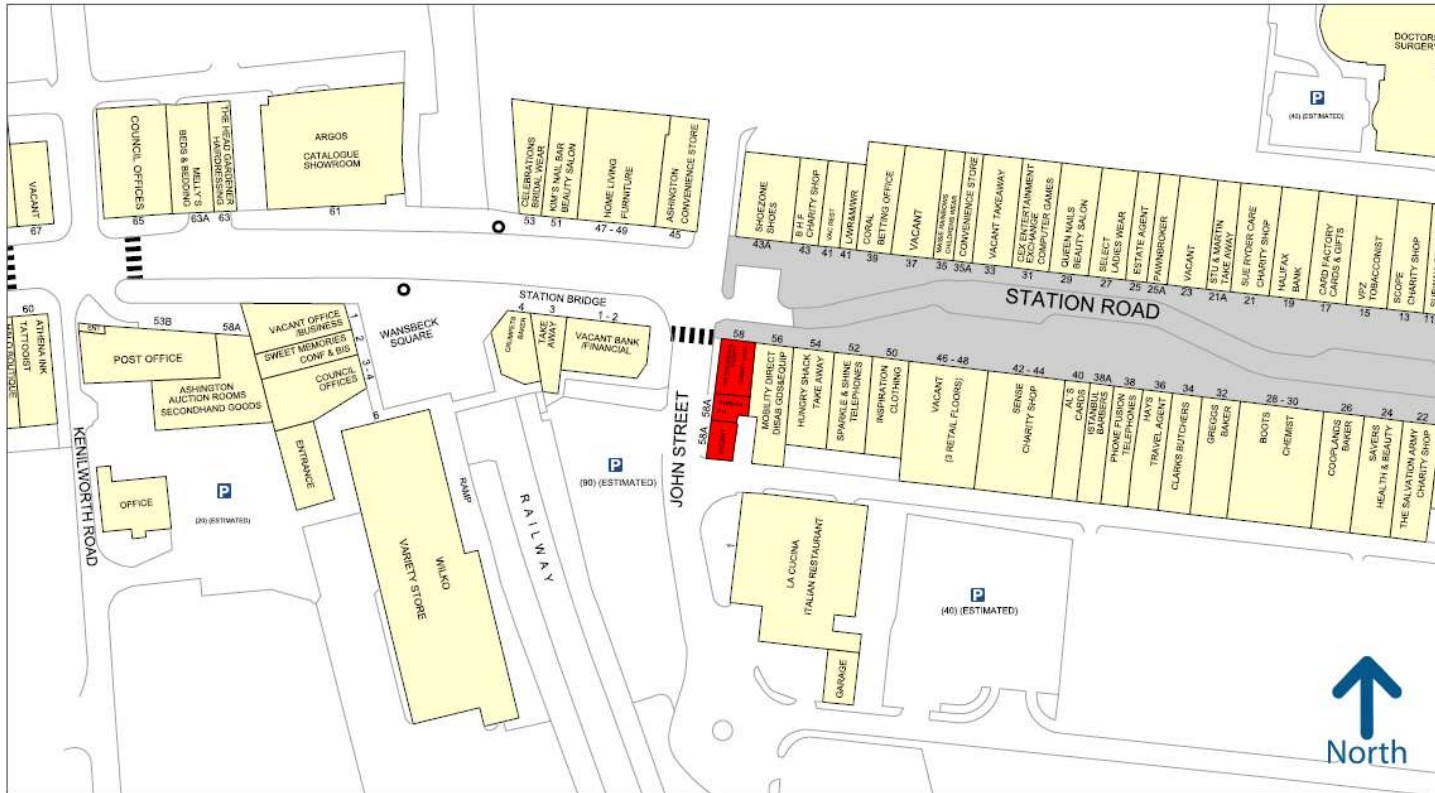 DOCTORS
SURGERY
P
(40) (ESTIMATED)
VACANT
67
COUNCIL OFFICES
65
MELLY'S
BEDS & BEDDING
63A
THE HEAD GARDENER
HAIRDRESSING
63
ARGOS
CATALOGUE
SHOWROOM
61
CELEBRATIONS
BRIDAL WEAR
53
KIM'S NAIL BAR
BEAUTY SALON
51
HOME LIVING
FURNITURE
47 - 49
ASHINGTON
CONVENIENCE STORE
45
SHOEZONE
SHOES
43A
B H F
CHARITY SHOP
43
VAC REST
41
L/WR&M/WR
41
CORAL
BETTING OFFICE
39
VACANT
37
CHILDRENS WEAR
35
CONVENIENCE STORE
35A
VACANT TAKEAWAY
33
CEX ENTERTAINMENT
EXCHANGE
COMPUTER GAMES
31
QUEEN NAILS
BEAUTY SALON
29
SELECT
LADIES WEAR
27
ESTATE AGENT
25
PAWNBROKER
25A
VACANT
23
STU & MARTIN
TAKE AWAY
21A
SUE RYDER CARE
CHARITY SHOP
21
HALIFAX
BANK
19
CARD FACTORY
CARDS & GIFTS
17
VPZ
TOBACCONIST
15
SCOPE
CHARITY SHOP
13
STATION ROAD
STATION BRIDGE
60
ATHENA INK
TATTOOIST
ENT
53B
POST OFFICE
58A
ASHINGTON
AUCTION ROOMS
SECONDHAND GOODS
VACANT OFFICE
/BUSINESS
1
SWEET MEMORIES
CONF & BIS
2
COUNCIL
OFFICES
3 - 4
WANSBECK
SQUARE
6
ENTRANCE
4
CRUMPETS
BAKER
3
TAKE
AWAY
1 - 2
VACANT BANK
/FINANCIAL
58
58A
58A
56
MOBILITY DIRECT
DISAB GDS&EQUIP
54
HUNGRY SHACK
TAKE AWAY
52
SPARKLE & SHINE
TELEPHONES
50
INSPIRATION
CLOTHING
46 - 48
VACANT
(3 RETAIL FLOORS)
42 - 44
SENSE
CHARITY SHOP
40
AL'S
CARDS
38A
ISTANBUL
BARBERS
38
PHONE FUSION
TELEPHONES
36
HAYS
TRAVEL AGENT
34
CLARKS BUTCHERS
32
GREGGS
BAKER
28 - 30
BOOTS
CHEMIST
26
COOPLANDS
BAKER
24
SAVERS
HEALTH & BEAUTY
22
THE SALVATION ARMY
CHARITY SHOP
KENILWORTH ROAD
OFFICE
P
(20) (ESTIMATED)
WILKO
VARIETY STORE
RAMP
RAILWAY
P
(90) (ESTIMATED)
JOHN STREET
1
LA CUCINA
ITALIAN RESTAURANT
GARAGE
P
(40) (ESTIMATED)
North